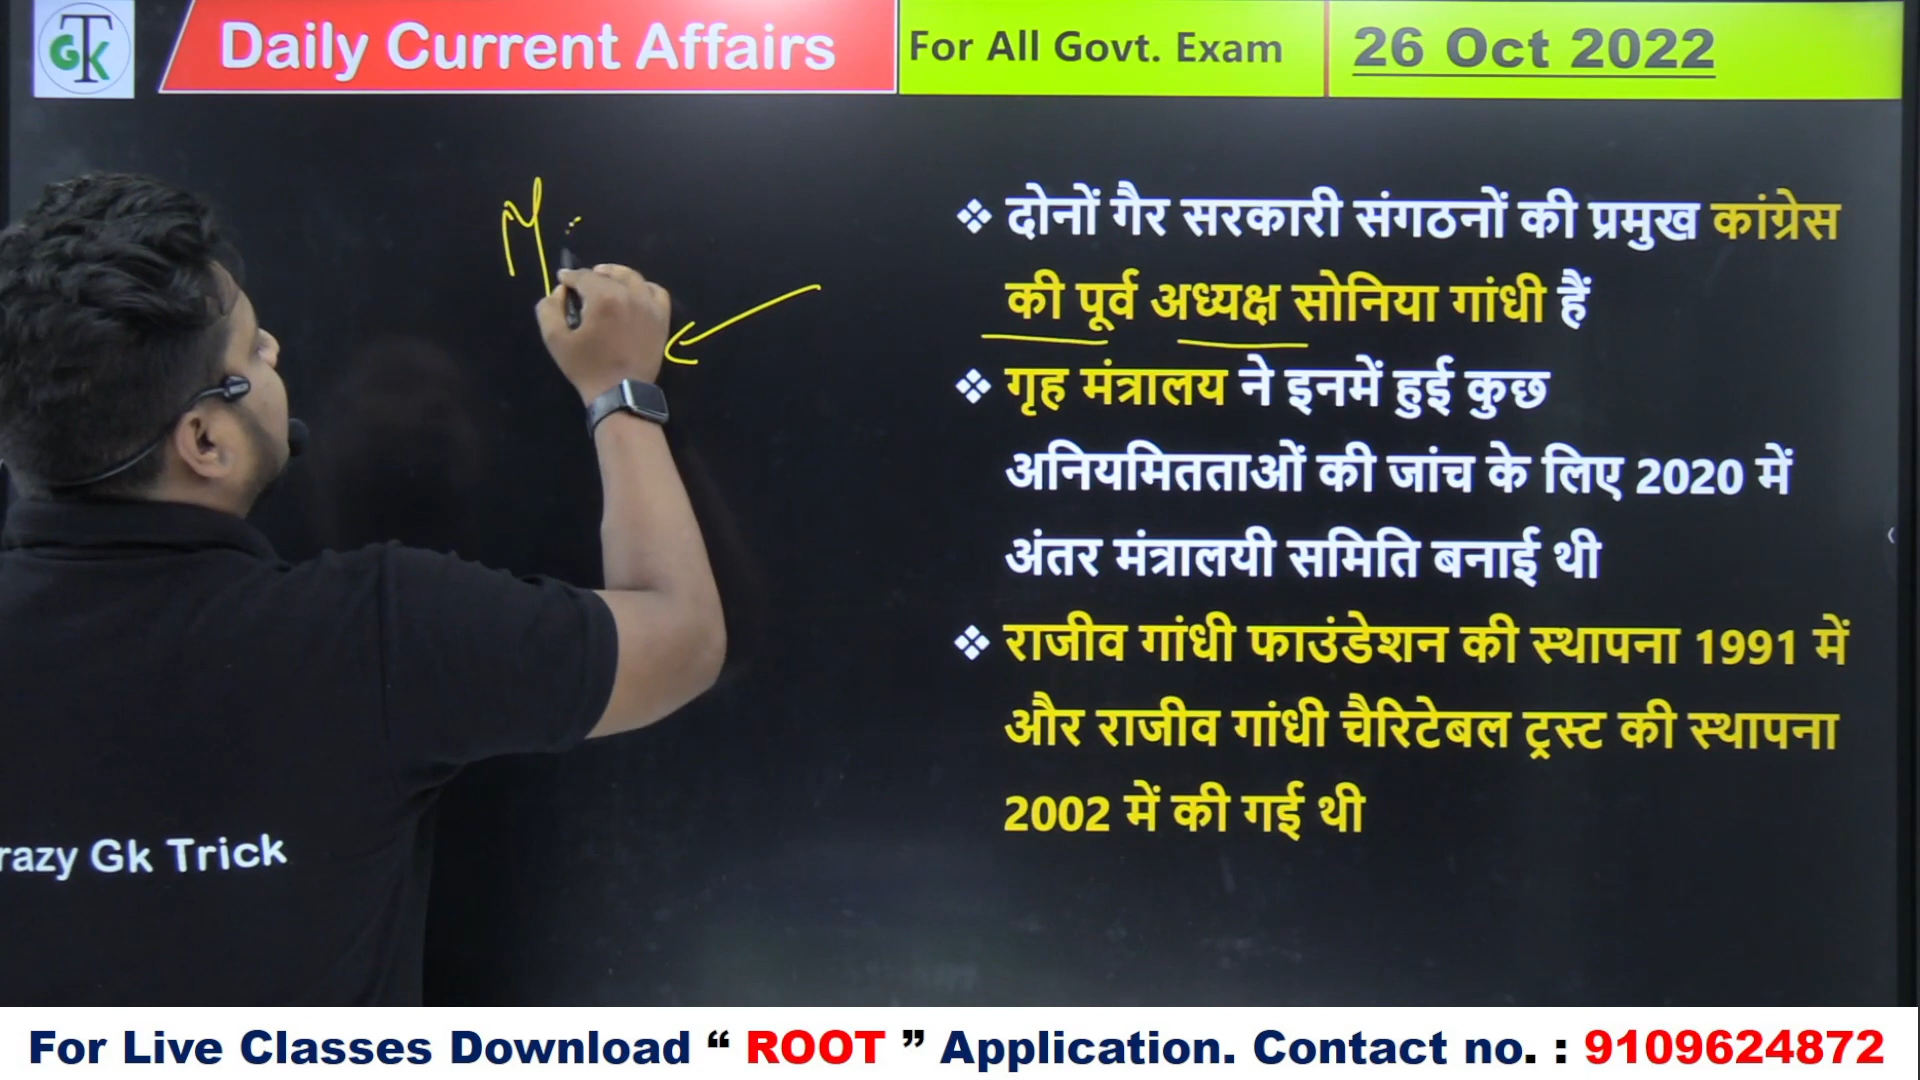 GTK
Daily Current Affairs
For All Govt. Exam
26 Oct 2022
❖ दोनों गैर सरकारी संगठनों की प्रमुख कांग्रेस
की पूर्व अध्यक्ष सोनिया गांधी हैं
❖ गृह मंत्रालय ने इनमें हुई कुछ
अनियमितताओं की जांच के लिए 2020 में
अंतर मंत्रालयी समिति बनाई थी
❖ राजीव गांधी फाउंडेशन की स्थापना 1991 में
और राजीव गांधी चैरिटेबल ट्रस्ट की स्थापना
2002 में की गई थी
razy Gk Trick
For Live Classes Download “ ROOT ” Application. Contact no. : 9109624872